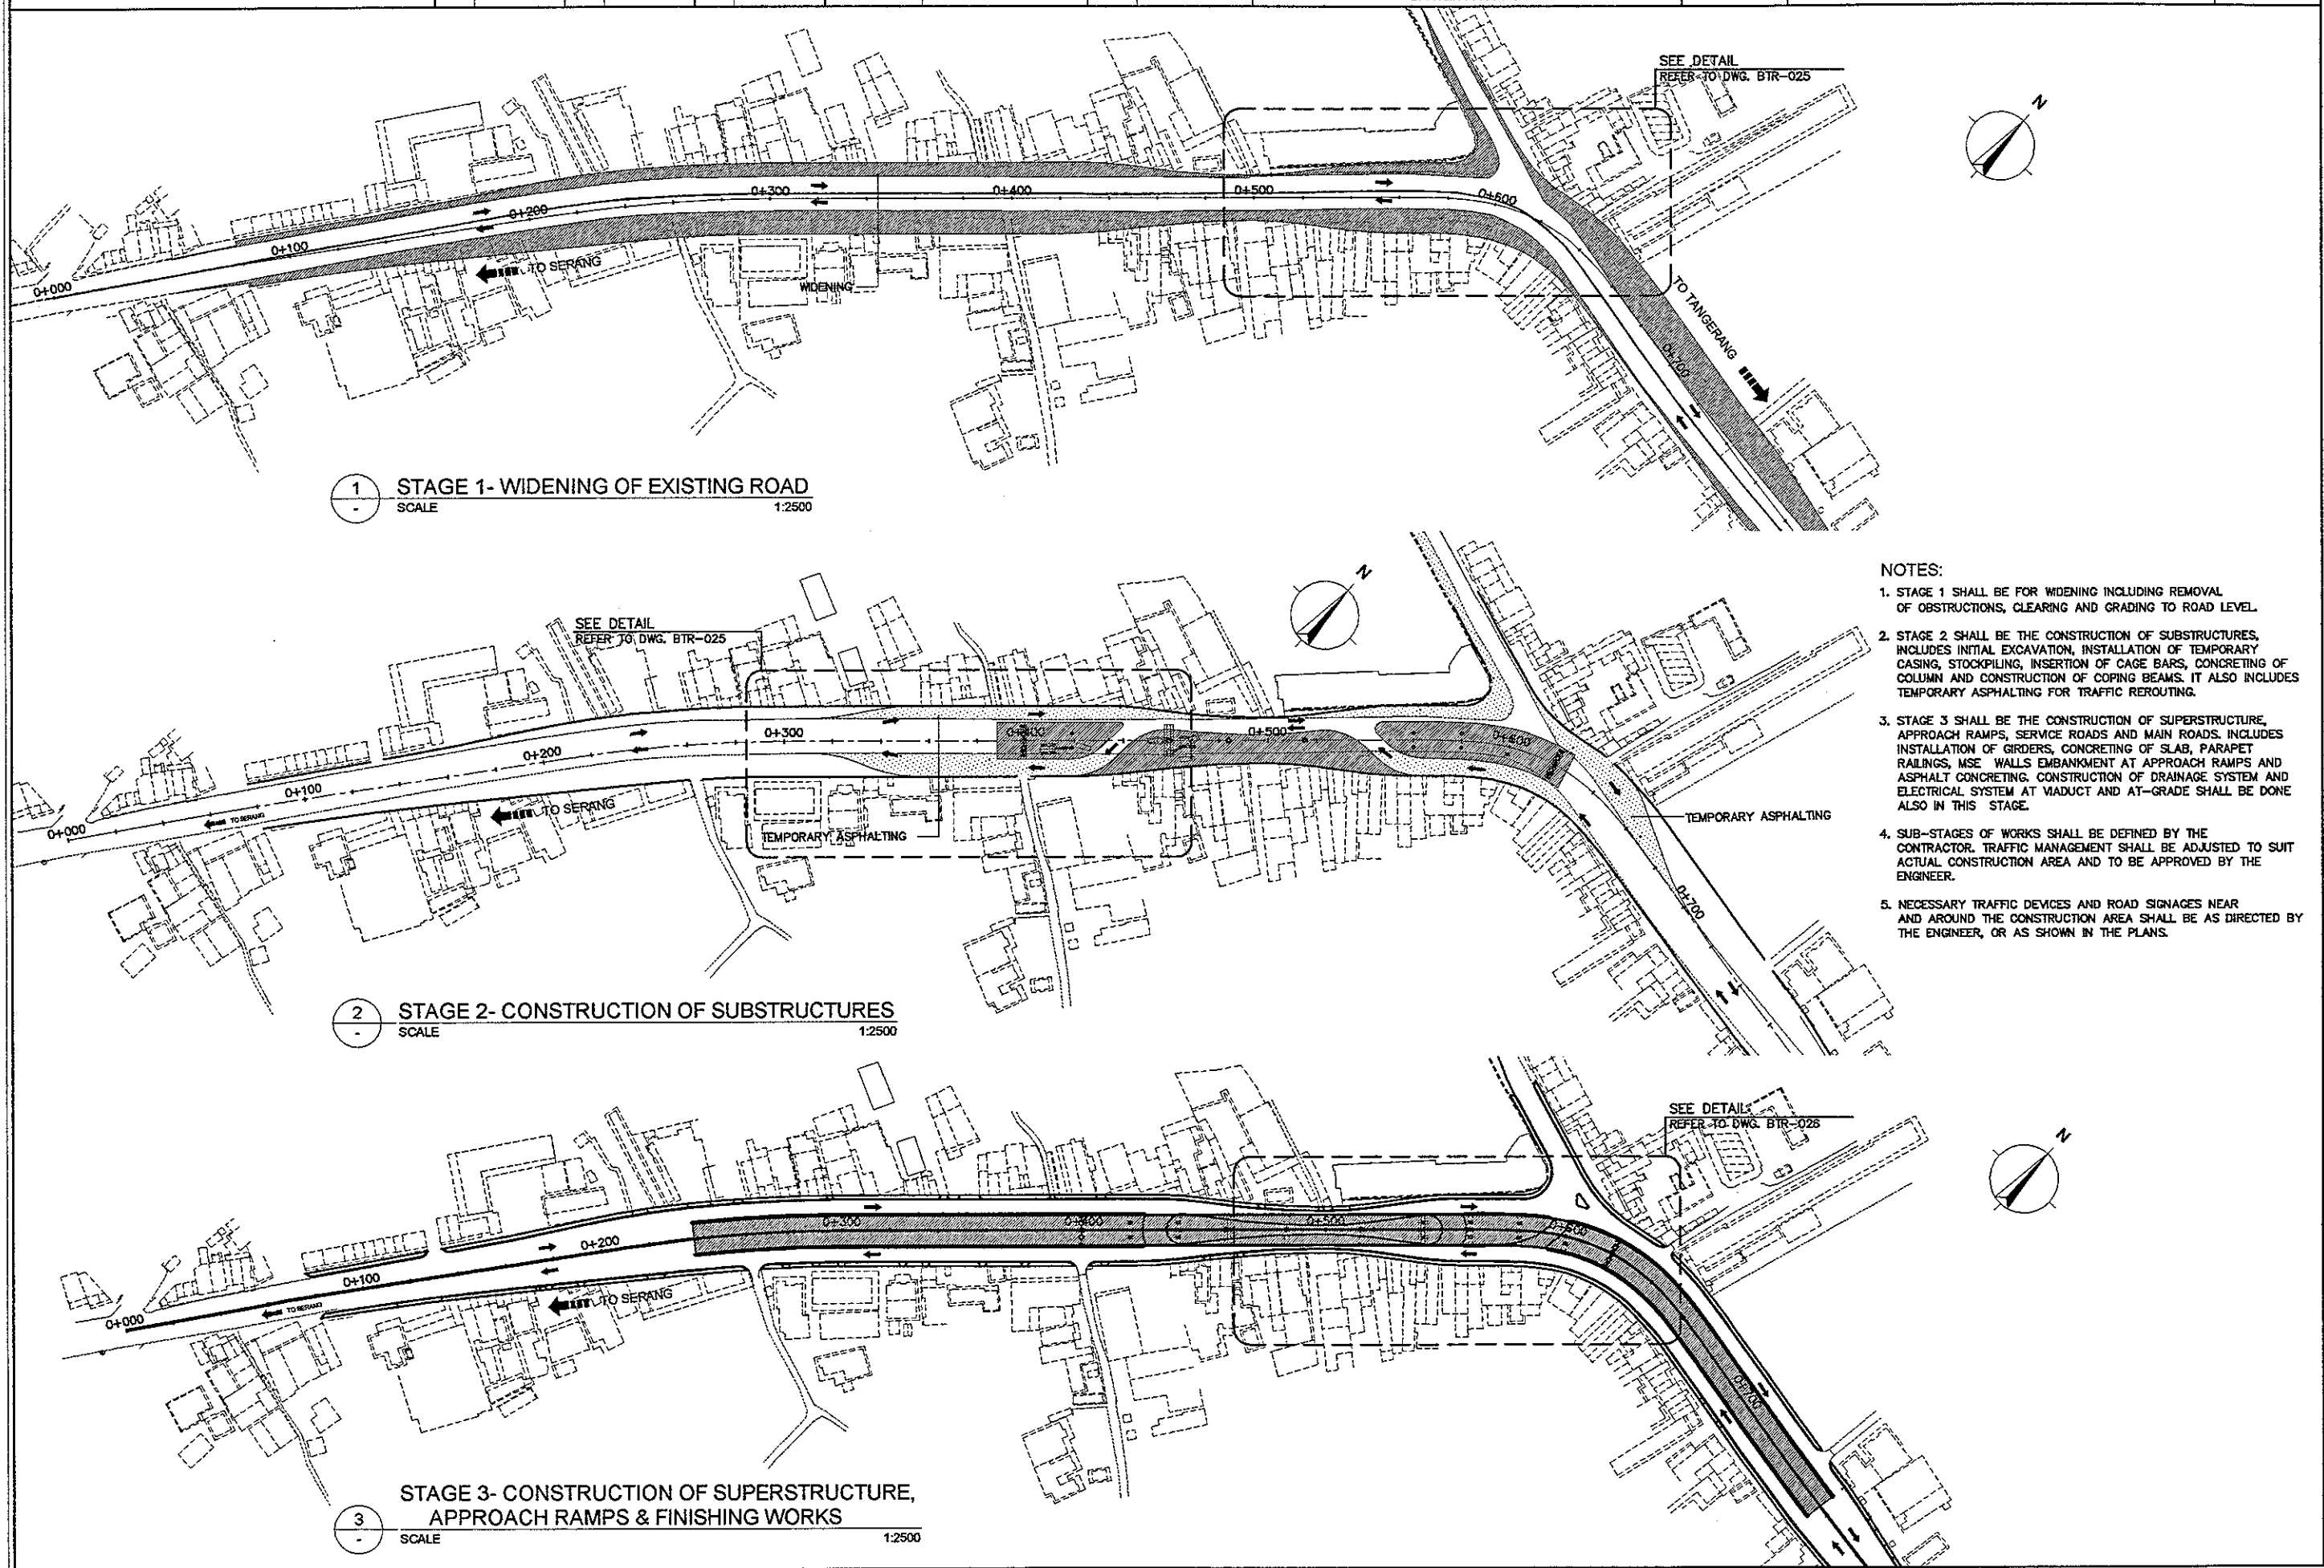 SEE DETAIL
REFER TO DWG. BTR-025
N
0+000
0+100
0+200
0+300
0+400
0+500
0+600
0+700
TO SERANG
WIDENING
TO TANGERANG
1
-
STAGE 1- WIDENING OF EXISTING ROAD
SCALE 1:2500
SEE DETAIL
REFER TO DWG. BTR-025
N
0+000
0+100
0+200
0+300
0+500
0+600
0+700
TO SERANG
TO SERANG
TEMPORARY ASPHALTING
TEMPORARY ASPHALTING
2
-
STAGE 2- CONSTRUCTION OF SUBSTRUCTURES
SCALE 1:2500
NOTES:
1. STAGE 1 SHALL BE FOR WIDENING INCLUDING REMOVAL
OF OBSTRUCTIONS, CLEARING AND GRADING TO ROAD LEVEL.
2. STAGE 2 SHALL BE THE CONSTRUCTION OF SUBSTRUCTURES,
INCLUDES INITIAL EXCAVATION, INSTALLATION OF TEMPORARY
CASING, STOCKPILING, INSERTION OF CAGE BARS, CONCRETING OF
COLUMN AND CONSTRUCTION OF COPING BEAMS. IT ALSO INCLUDES
TEMPORARY ASPHALTING FOR TRAFFIC REROUTING.
3. STAGE 3 SHALL BE THE CONSTRUCTION OF SUPERSTRUCTURE,
APPROACH RAMPS, SERVICE ROADS AND MAIN ROADS. INCLUDES
INSTALLATION OF GIRDERS, CONCRETING OF SLAB, PARAPET
RAILINGS, MSE WALLS EMBANKMENT AT APPROACH RAMPS AND
ASPHALT CONCRETING. CONSTRUCTION OF DRAINAGE SYSTEM AND
ELECTRICAL SYSTEM AT VIADUCT AND AT-GRADE SHALL BE DONE
ALSO IN THIS STAGE.
4. SUB-STAGES OF WORKS SHALL BE DEFINED BY THE
CONTRACTOR. TRAFFIC MANAGEMENT SHALL BE ADJUSTED TO SUIT
ACTUAL CONSTRUCTION AREA AND TO BE APPROVED BY THE
ENGINEER.
5. NECESSARY TRAFFIC DEVICES AND ROAD SIGNAGES NEAR
AND AROUND THE CONSTRUCTION AREA SHALL BE AS DIRECTED BY
THE ENGINEER, OR AS SHOWN IN THE PLANS.
SEE DETAIL
REFER TO DWG. BTR-026
N
0+000
0+100
0+200
0+300
0+400
0+500
0+600
0+700
TO SERANG
TO SERANG
3
-
STAGE 3- CONSTRUCTION OF SUPERSTRUCTURE,
APPROACH RAMPS & FINISHING WORKS
SCALE 1:2500